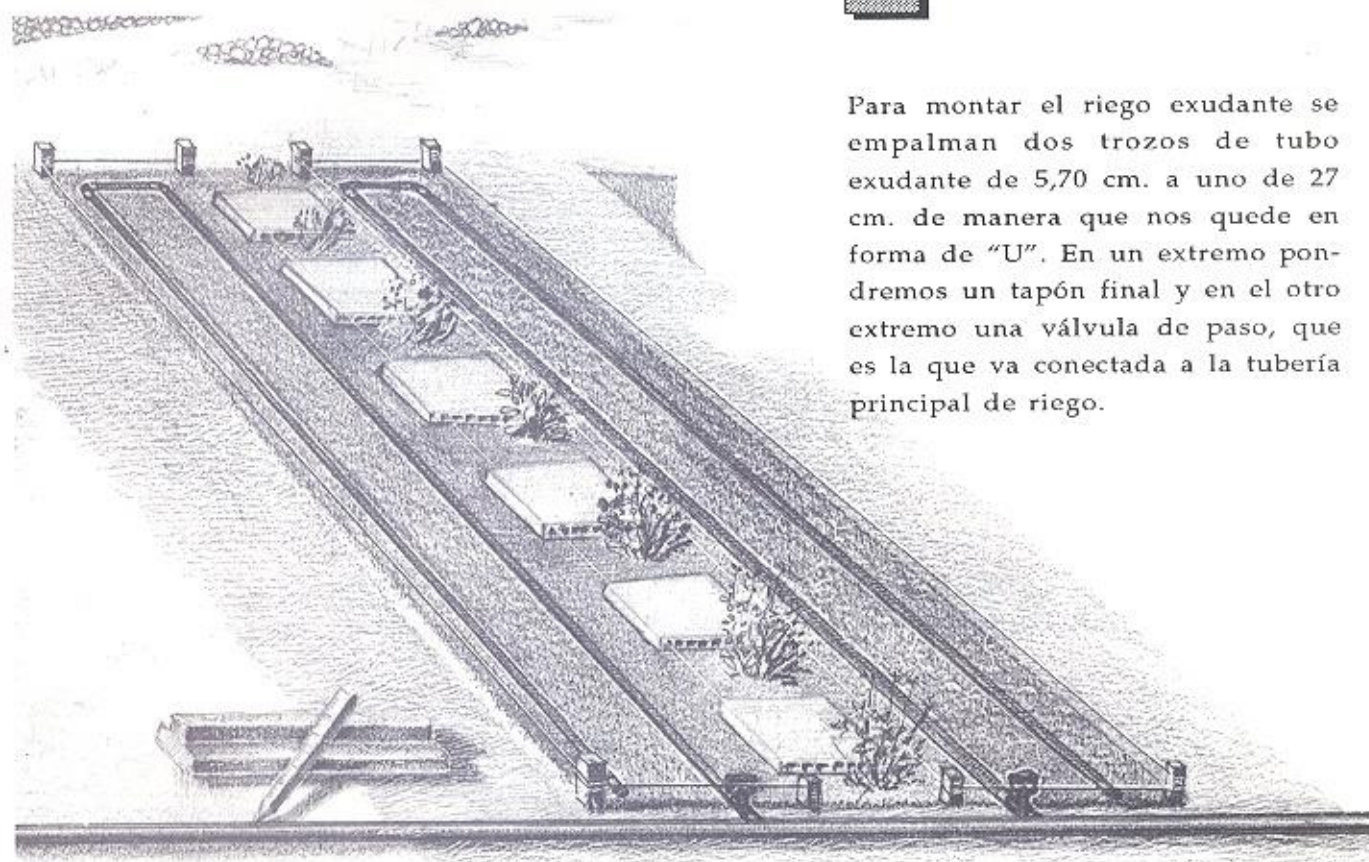 Para montar el riego exudante se
empalman dos trozos de tubo
exudante de 5,70 cm. a uno de 27
cm. de manera que nos quede en
forma de "U". En un extremo pon-
dremos un tapón final y en el otro
extremo una válvula de paso, que
es la que va conectada a la tubería
principal de riego.